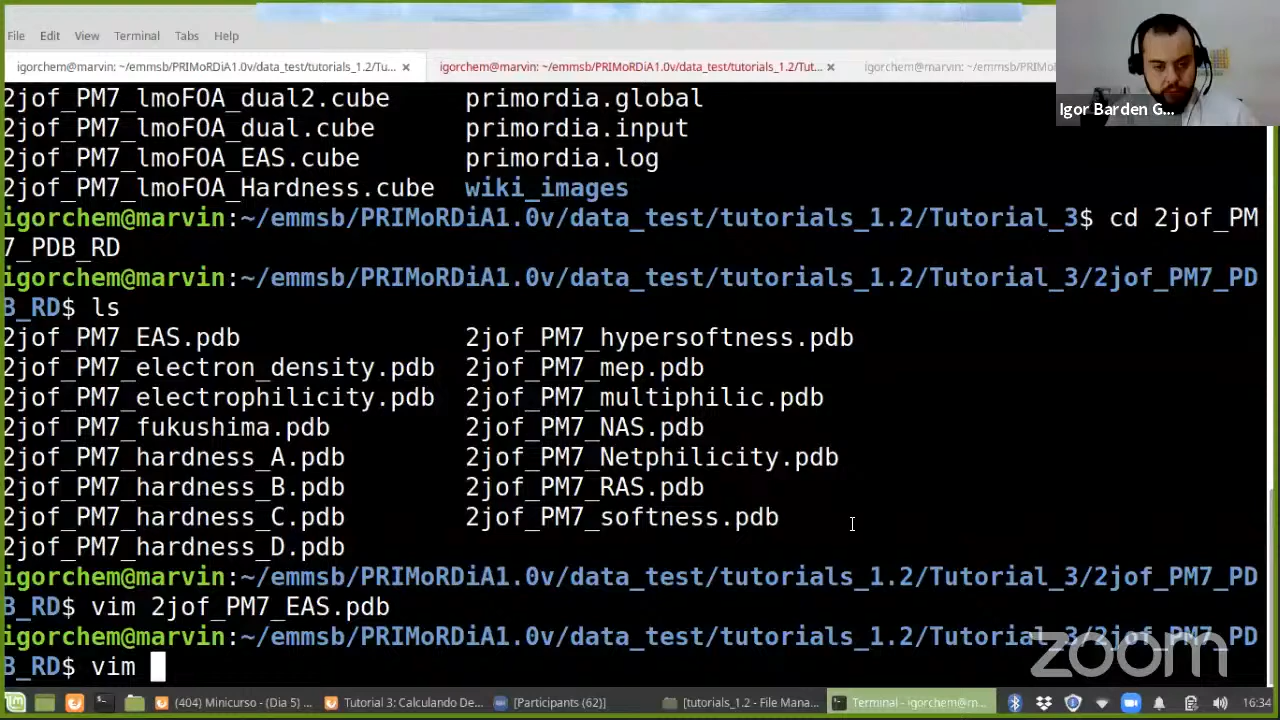 File Edit View Terminal Tabs Help
igorchem@marvin: ~/emmsb/PRIMoRDiA1.0v/data_test/tutorials_1.2/Tu... × igorchem@marvin: ~/emmsb/PRIMoRDiA1.0v/data_test/tutorials_1.2/Tut... × igorchem@marvin: ~/emmsb/PRIMoRD
Igor Barden G...
2jof_PM7_lmoFOA_dual2.cube primordia.global
2jof_PM7_lmoFOA_dual.cube primordia.input
2jof_PM7_lmoFOA_EAS.cube primordia.log
2jof_PM7_lmoFOA_Hardness.cube wiki_images
igorchem@marvin:~/emmsb/PRIMoRDiA1.0v/data_test/tutorials_1.2/Tutorial_3$ cd 2jof_PM
7_PDB_RD
igorchem@marvin:~/emmsb/PRIMoRDiA1.0v/data_test/tutorials_1.2/Tutorial_3/2jof_PM7_PD
B_RD$ ls
2jof_PM7_EAS.pdb 2jof_PM7_hypersoftness.pdb
2jof_PM7_electron_density.pdb 2jof_PM7_mep.pdb
2jof_PM7_electrophilicity.pdb 2jof_PM7_multiphilic.pdb
2jof_PM7_fukushima.pdb 2jof_PM7_NAS.pdb
2jof_PM7_hardness_A.pdb 2jof_PM7_Netphilicity.pdb
2jof_PM7_hardness_B.pdb 2jof_PM7_RAS.pdb
2jof_PM7_hardness_C.pdb 2jof_PM7_softness.pdb
2jof_PM7_hardness_D.pdb
igorchem@marvin:~/emmsb/PRIMoRDiA1.0v/data_test/tutorials_1.2/Tutorial_3/2jof_PM7_PD
B_RD$ vim 2jof_PM7_EAS.pdb
igorchem@marvin:~/emmsb/PRIMoRDiA1.0v/data_test/tutorials_1.2/Tutorial_3/2jof_PM7_PD
B_RD$ vim
zoom
(404) Minicurso - (Dia 5) ... Tutorial 3: Calculando De... [Participants (62)] [tutorials_1.2 - File Mana... Terminal - igorchem@m... 16:34